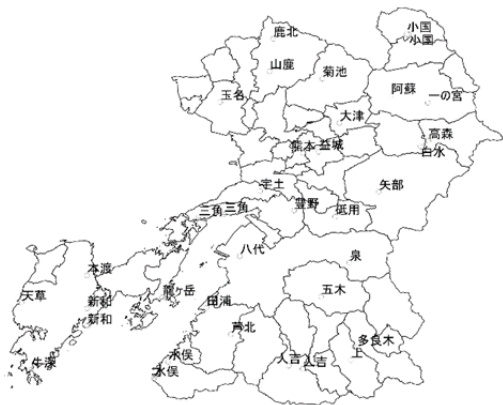 小国
小国
鹿北
山鹿
菊池
阿蘇
一の宮
玉名
大津
高森
熊本
益城
白水
宇土
矢部
三角
三角
豊野
砥用
八代
泉
本渡
天草
龍ヶ岳
新和
新和
田浦
五木
芦北
多良木
上
牛深
水俣
水俣
人吉
人吉